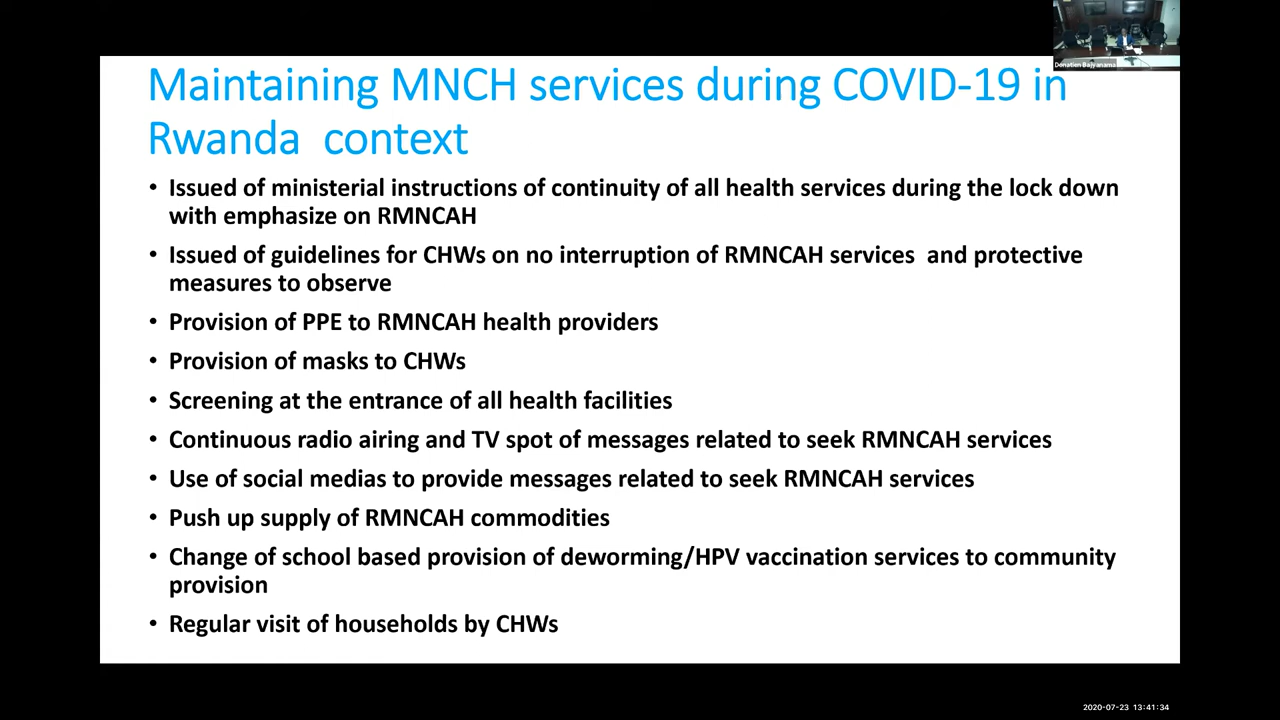 Maintaining MNCH services during COVID-19 in
Rwanda context
• Issued of ministerial instructions of continuity of all health services during the lock down
with emphasize on RMNCAH
• Issued of guidelines for CHWs on no interruption of RMNCAH services and protective
measures to observe
• Provision of PPE to RMNCAH health providers
• Provision of masks to CHWs
• Screening at the entrance of all health facilities
• Continuous radio airing and TV spot of messages related to seek RMNCAH services
• Use of social medias to provide messages related to seek RMNCAH services
• Push up supply of RMNCAH commodities
• Change of school based provision of deworming/HPV vaccination services to community
provision
• Regular visit of households by CHWs
Donatien Bajyanama
2020-07-23 13:41:34